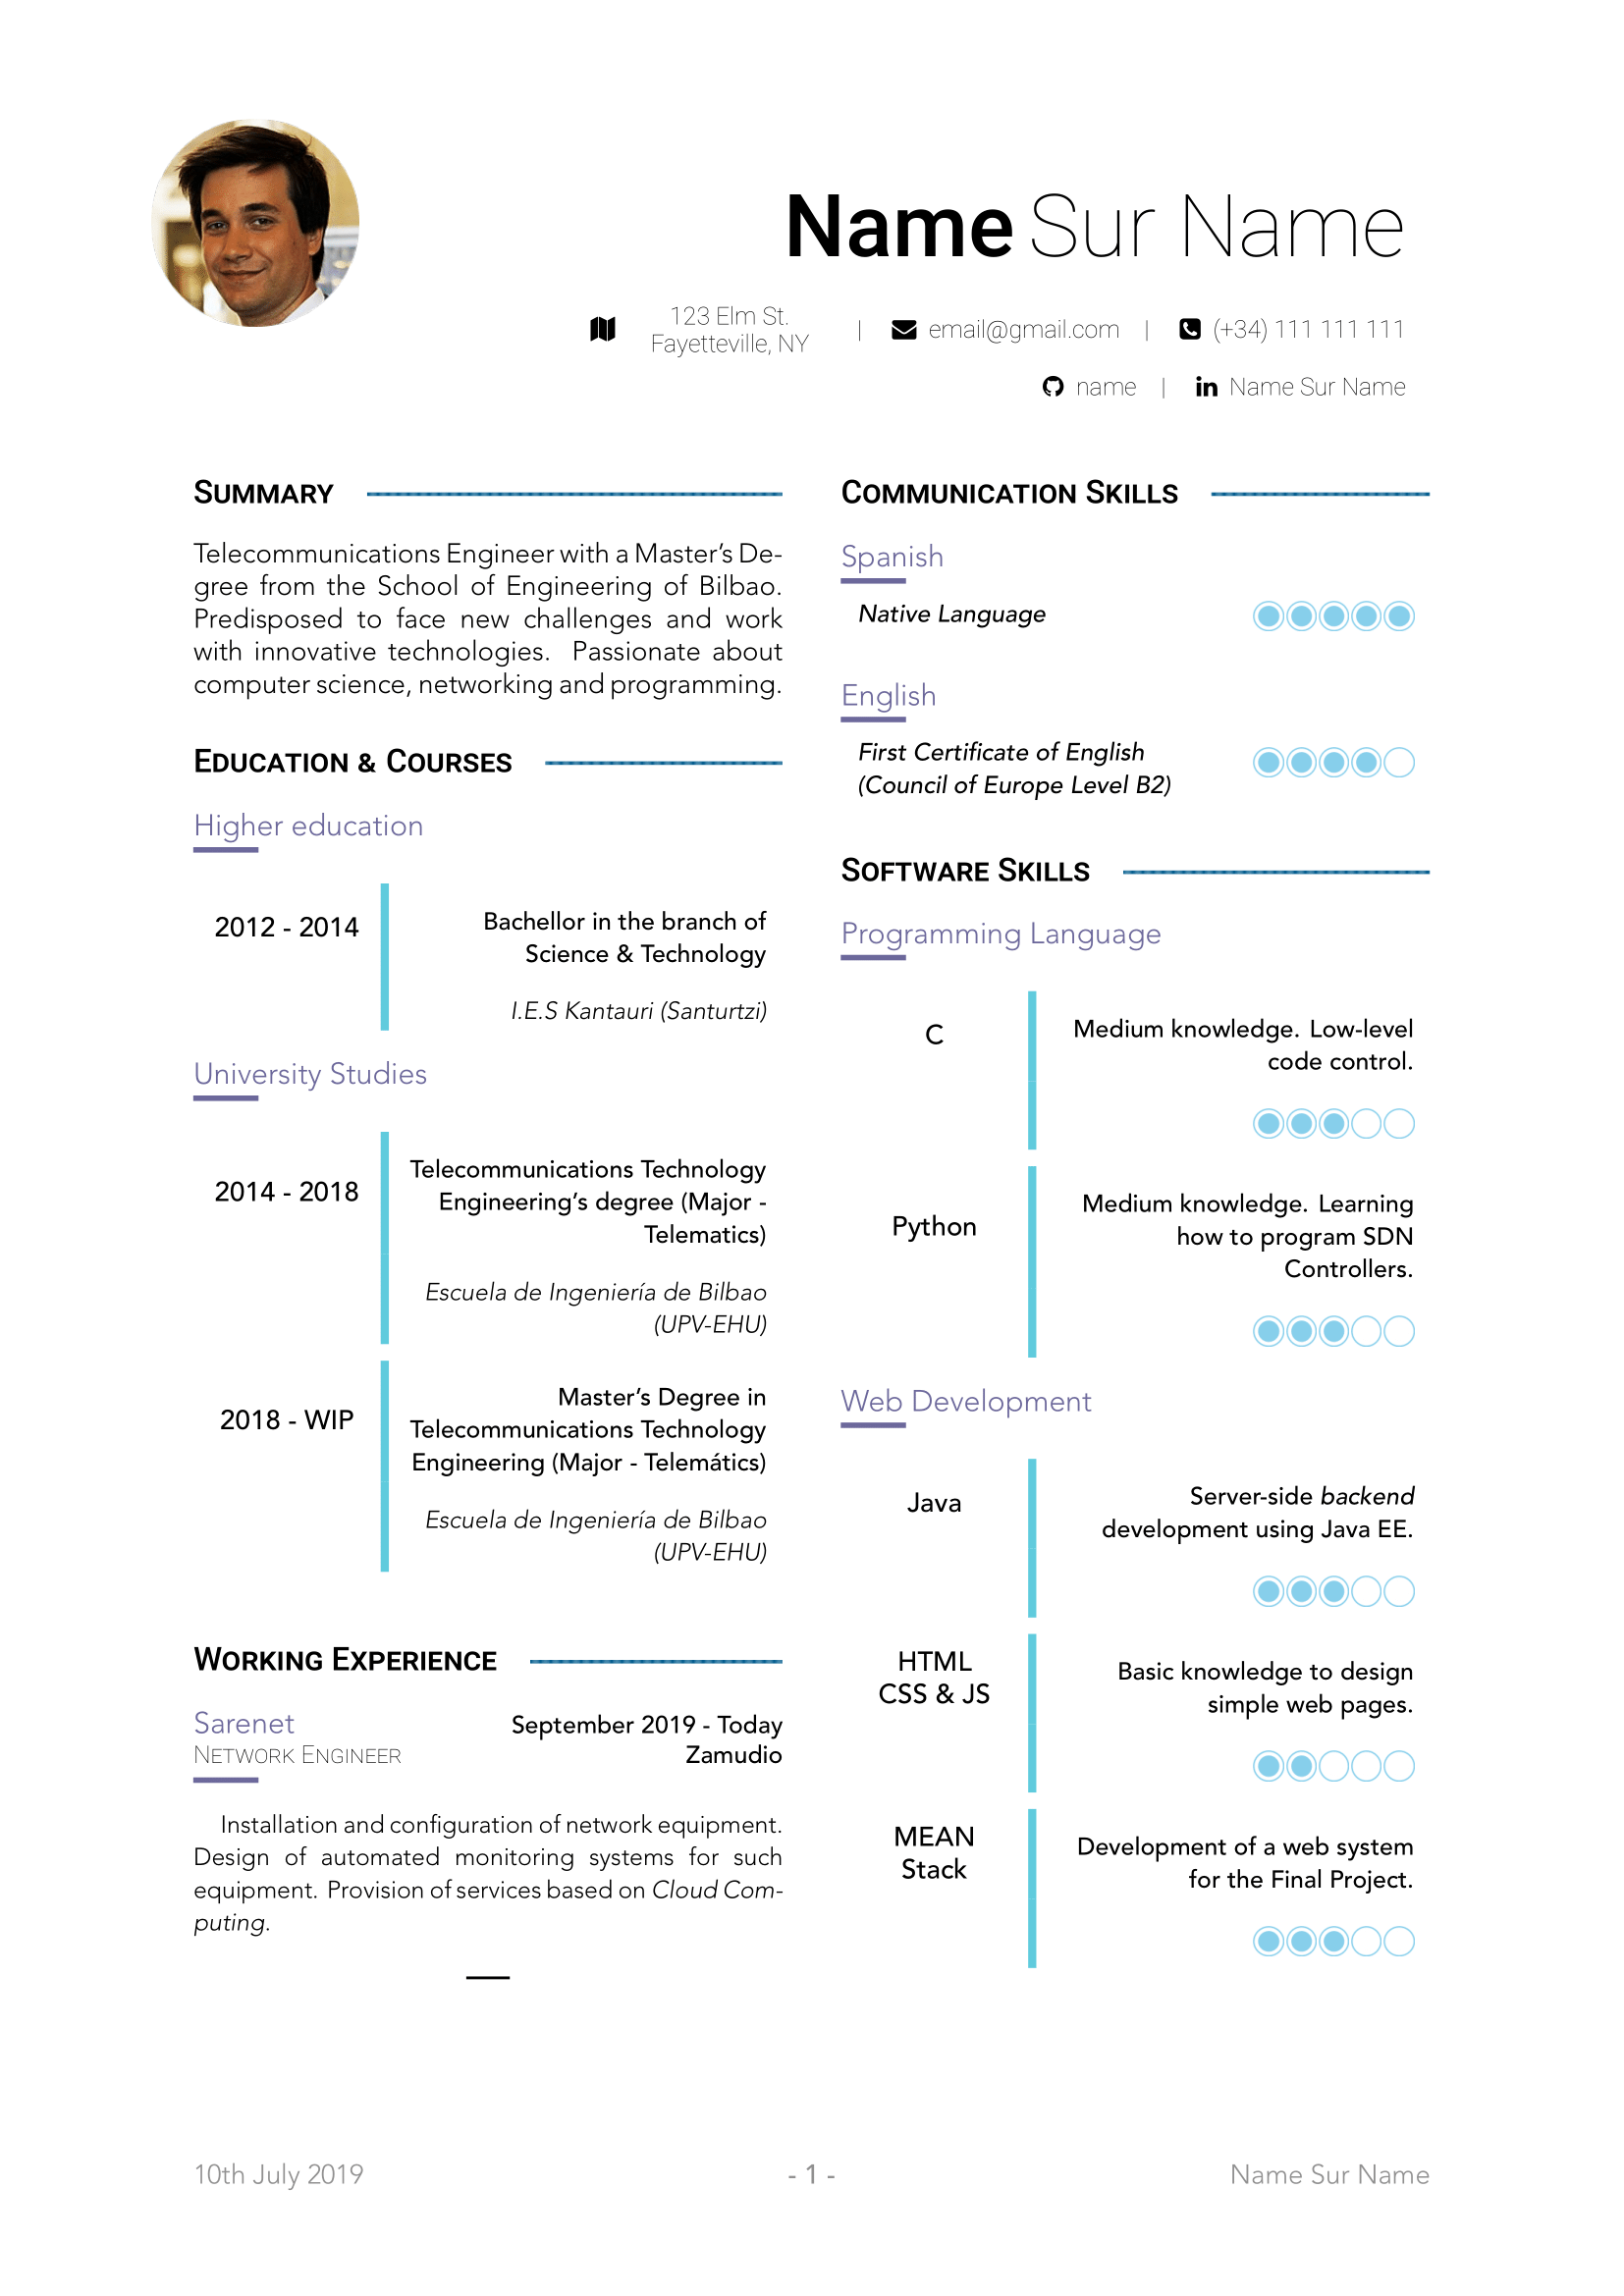 Name Sur Name
123 Elm St.
Fayetteville, NY
| email@gmail.com | (+34) 111 111 111
name | Name Sur Name
SUMMARY
Telecommunications Engineer with a Master's De-
gree from the School of Engineering of Bilbao.
Predisposed to face new challenges and work
with innovative technologies. Passionate about
computer science, networking and programming.
EDUCATION & COURSES
Higher education
2012 - 2014
Bachellor in the branch of
Science & Technology
I.E.S Kantauri (Santurtzi)
University Studies
2014 - 2018
Telecommunications Technology
Engineering's degree (Major -
Telematics)
Escuela de Ingeniería de Bilbao
(UPV-EHU)
2018 - WIP
Master's Degree in
Telecommunications Technology
Engineering (Major - Telemátics)
Escuela de Ingeniería de Bilbao
(UPV-EHU)
WORKING EXPERIENCE
Sarenet September 2019 - Today
NETWORK ENGINEER Zamudio
Installation and configuration of network equipment.
Design of automated monitoring systems for such
equipment. Provision of services based on Cloud Com-
puting.
COMMUNICATION SKILLS
Spanish
Native Language
English
First Certificate of English
(Council of Europe Level B2)
SOFTWARE SKILLS
Programming Language
C
Medium knowledge. Low-level
code control.
Python
Medium knowledge. Learning
how to program SDN
Controllers.
Web Development
Java
Server-side backend
development using Java EE.
HTML
CSS & JS
Basic knowledge to design
simple web pages.
MEAN
Stack
Development of a web system
for the Final Project.
10th July 2019 - 1 - Name Sur Name